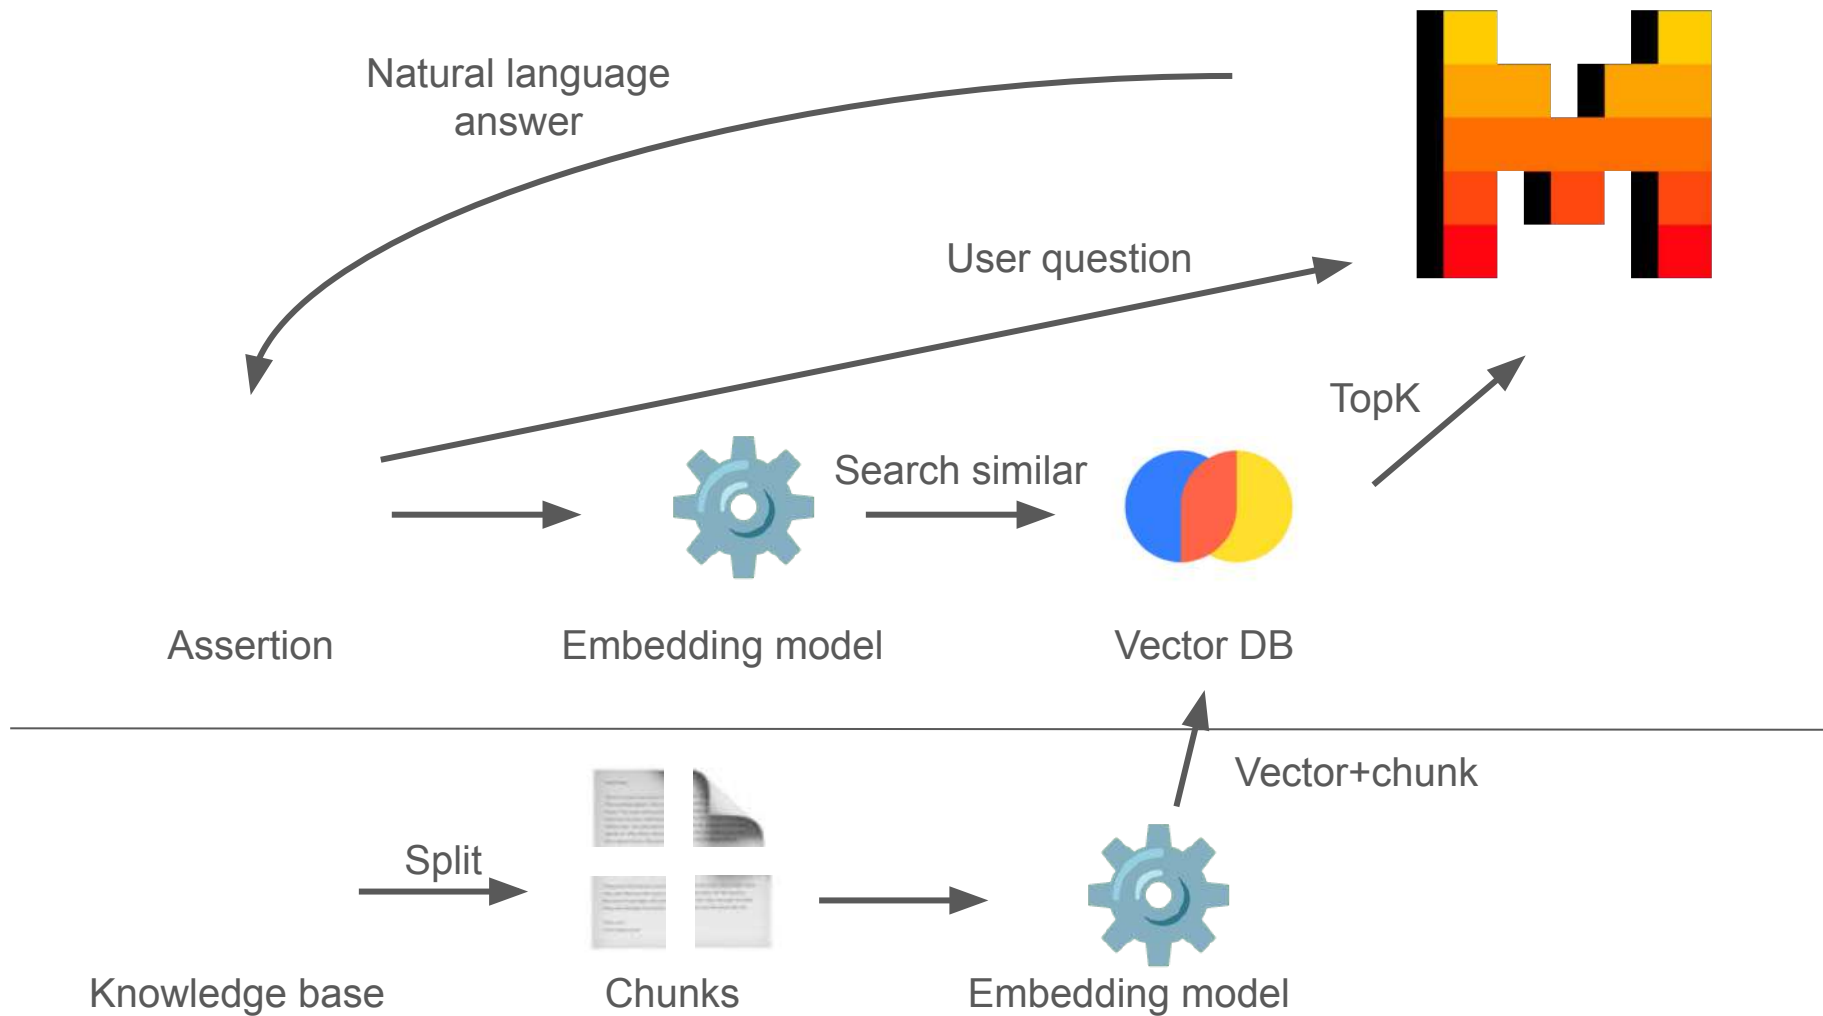 Natural language
answer
User question
TopK
Search similar
Assertion
Embedding model
Vector DB
Vector+chunk
Split
Knowledge base
Chunks
Embedding model